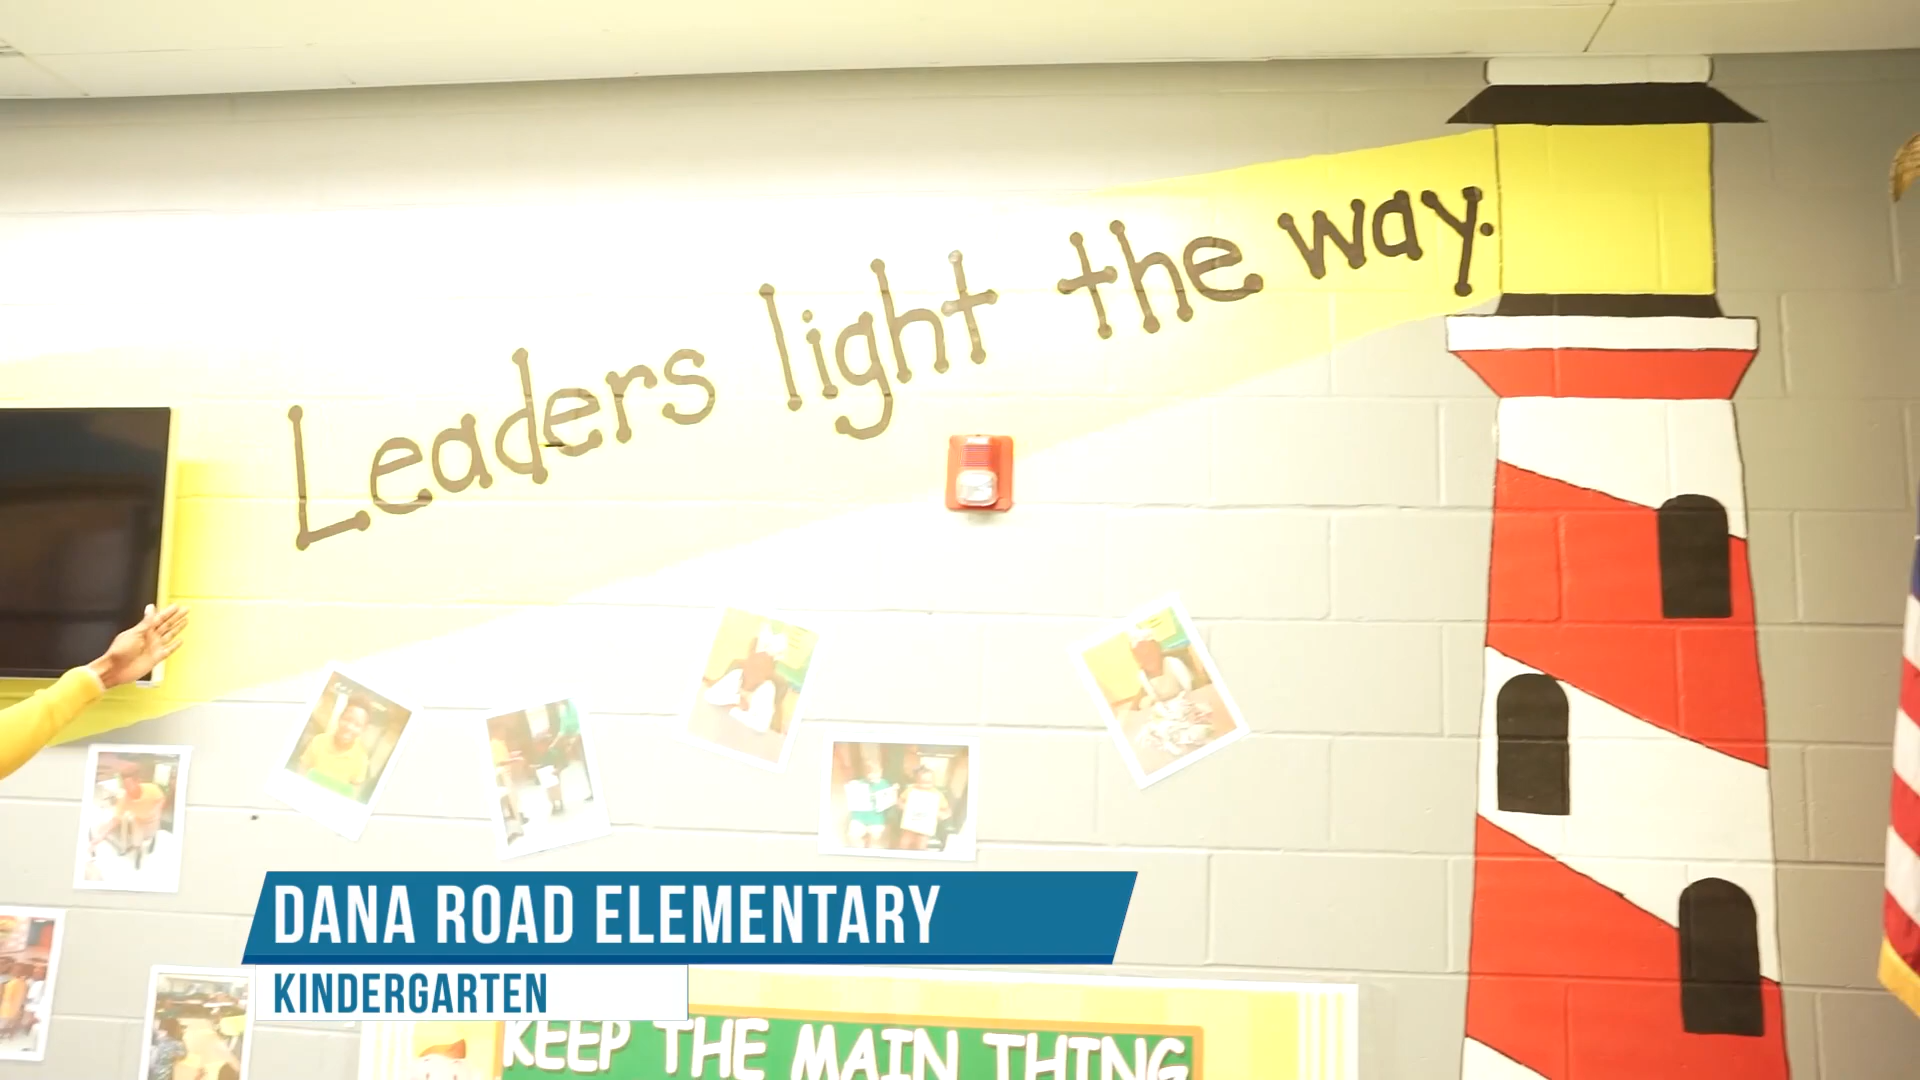 Leaders light the way.
DANA ROAD ELEMENTARY
KINDERGARTEN
KEEP THE MAIN THING